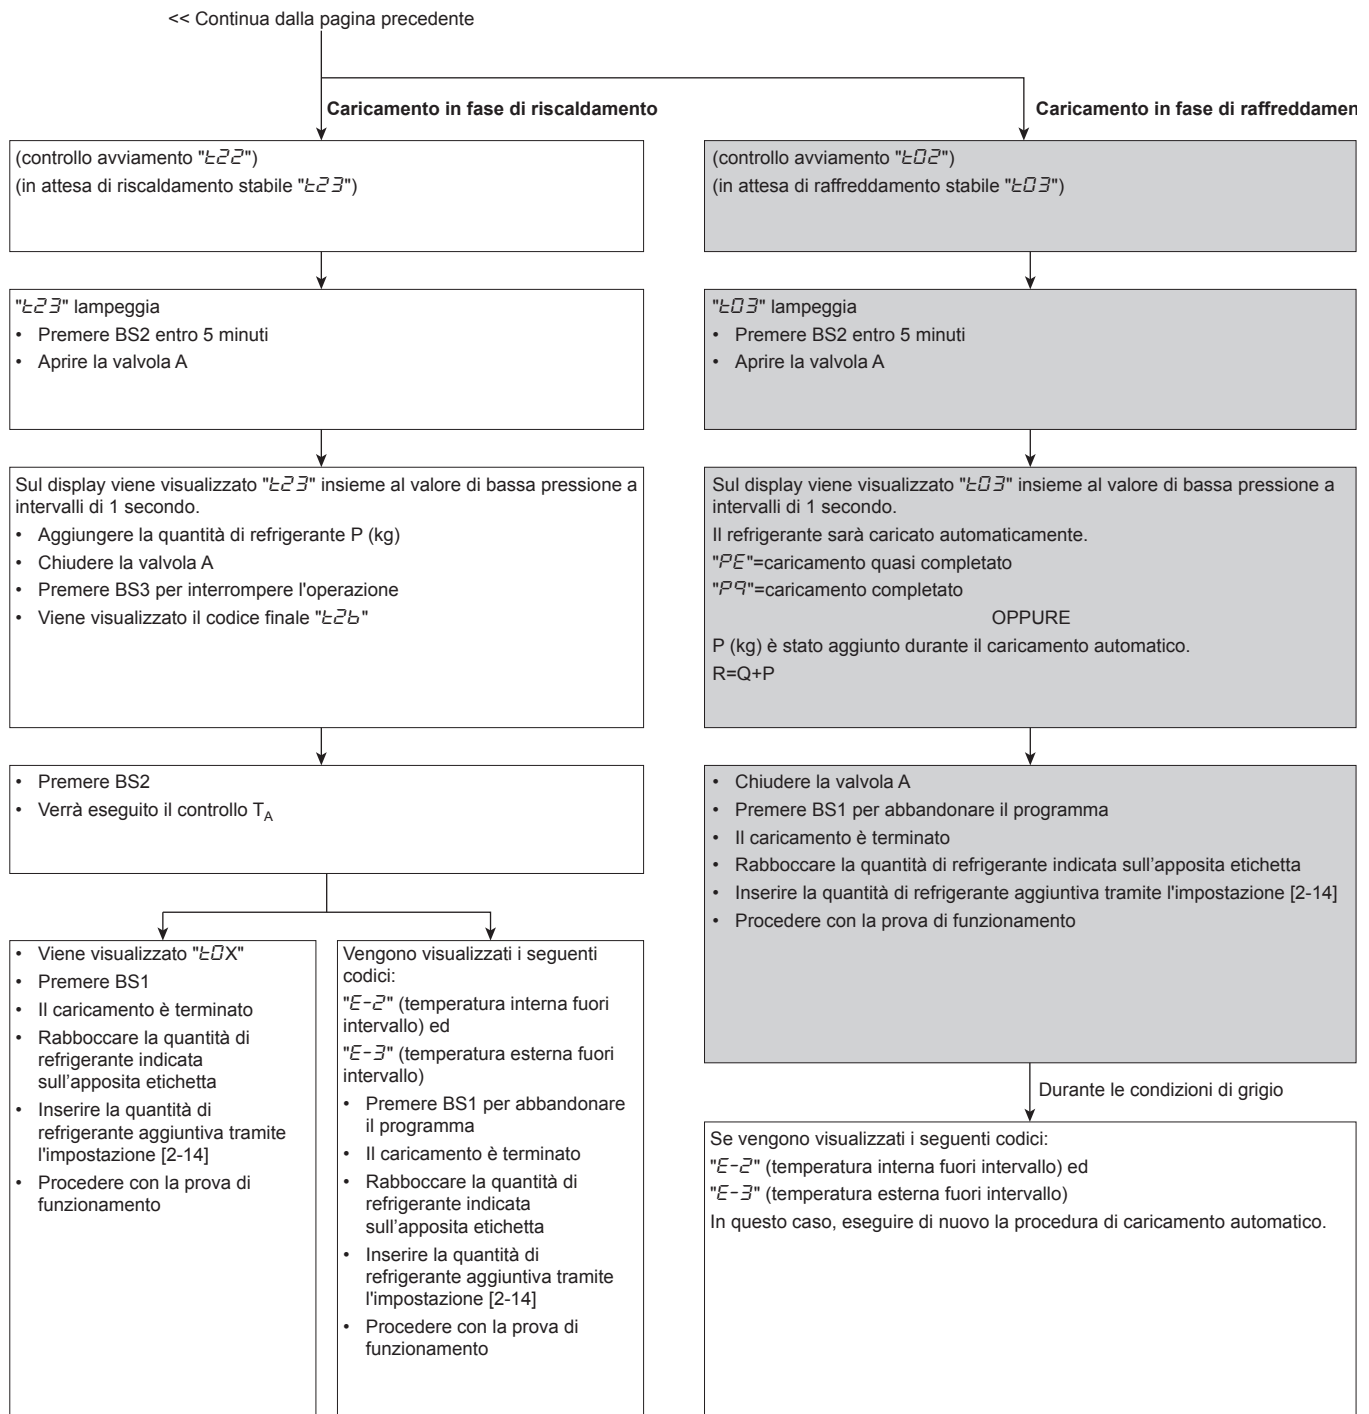 << Continua dalla pagina precedente
Caricamento in fase di riscaldamento
(controllo avviamento "t22")
(in attesa di riscaldamento stabile "t23")
"t23" lampeggia
• Premere BS2 entro 5 minuti
• Aprire la valvola A
Sul display viene visualizzato "t23" insieme al valore di bassa pressione a
intervalli di 1 secondo.
• Aggiungere la quantità di refrigerante P (kg)
• Chiudere la valvola A
• Premere BS3 per interrompere l'operazione
• Viene visualizzato il codice finale "t26"
• Premere BS2
• Verrà eseguito il controllo TA
• Viene visualizzato "t0X"
• Premere BS1
• Il caricamento è terminato
• Rabboccare la quantità di
refrigerante indicata
sull’apposita etichetta
• Inserire la quantità di
refrigerante aggiuntiva tramite
l'impostazione [2-14]
• Procedere con la prova di
funzionamento
Vengono visualizzati i seguenti
codici:
"E-2" (temperatura interna fuori
intervallo) ed
"E-3" (temperatura esterna fuori
intervallo)
• Premere BS1 per abbandonare
il programma
• Il caricamento è terminato
• Rabboccare la quantità di
refrigerante indicata
sull’apposita etichetta
• Inserire la quantità di
refrigerante aggiuntiva tramite
l'impostazione [2-14]
• Procedere con la prova di
funzionamento
Caricamento in fase di raffreddamen
(controllo avviamento "t02")
(in attesa di raffreddamento stabile "t03")
"t03" lampeggia
• Premere BS2 entro 5 minuti
• Aprire la valvola A
Sul display viene visualizzato "t03" insieme al valore di bassa pressione a
intervalli di 1 secondo.
Il refrigerante sarà caricato automaticamente.
"PE"=caricamento quasi completato
"P9"=caricamento completato
OPPURE
P (kg) è stato aggiunto durante il caricamento automatico.
R=Q+P
• Chiudere la valvola A
• Premere BS1 per abbandonare il programma
• Il caricamento è terminato
• Rabboccare la quantità di refrigerante indicata sull’apposita etichetta
• Inserire la quantità di refrigerante aggiuntiva tramite l'impostazione [2-14]
• Procedere con la prova di funzionamento
Durante le condizioni di grigio
Se vengono visualizzati i seguenti codici:
"E-2" (temperatura interna fuori intervallo) ed
"E-3" (temperatura esterna fuori intervallo)
In questo caso, eseguire di nuovo la procedura di caricamento automatico.